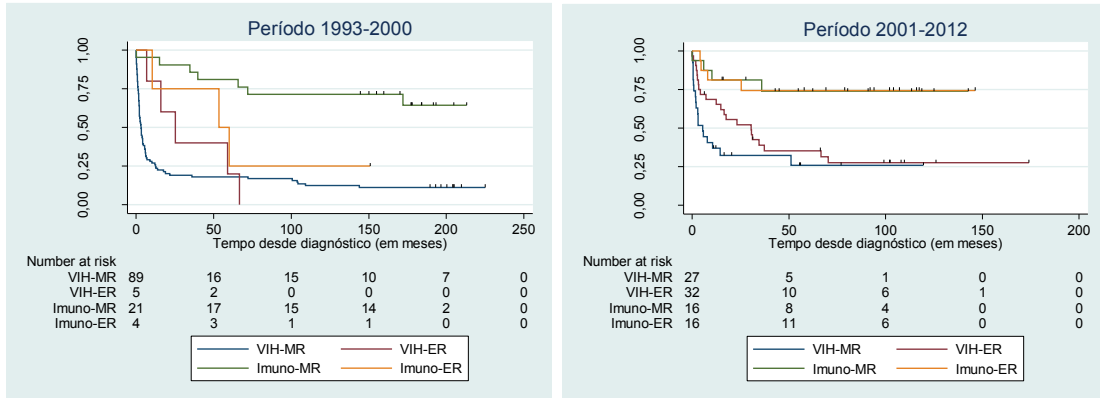 Período 1993-2000
1,00
0,75
0,50
0,25
0,00
0 50 100 150 200 250
Tempo desde diagnóstico (em meses)
Number at risk
VIH-MR 89 16 15 10 7 0
VIH-ER 5 2 0 0 0 0
Imuno-MR 21 17 15 14 2 0
Imuno-ER 4 3 1 1 0 0
VIH-MR VIH-ER
Imuno-MR Imuno-ER
Período 2001-2012
1,00
0,75
0,50
0,25
0,00
0 50 100 150 200
Tempo desde diagnóstico (em meses)
Number at risk
VIH-MR 27 5 1 0 0
VIH-ER 32 10 6 1 0
Imuno-MR 16 8 4 0 0
Imuno-ER 16 11 6 0 0
VIH-MR VIH-ER
Imuno-MR Imuno-ER